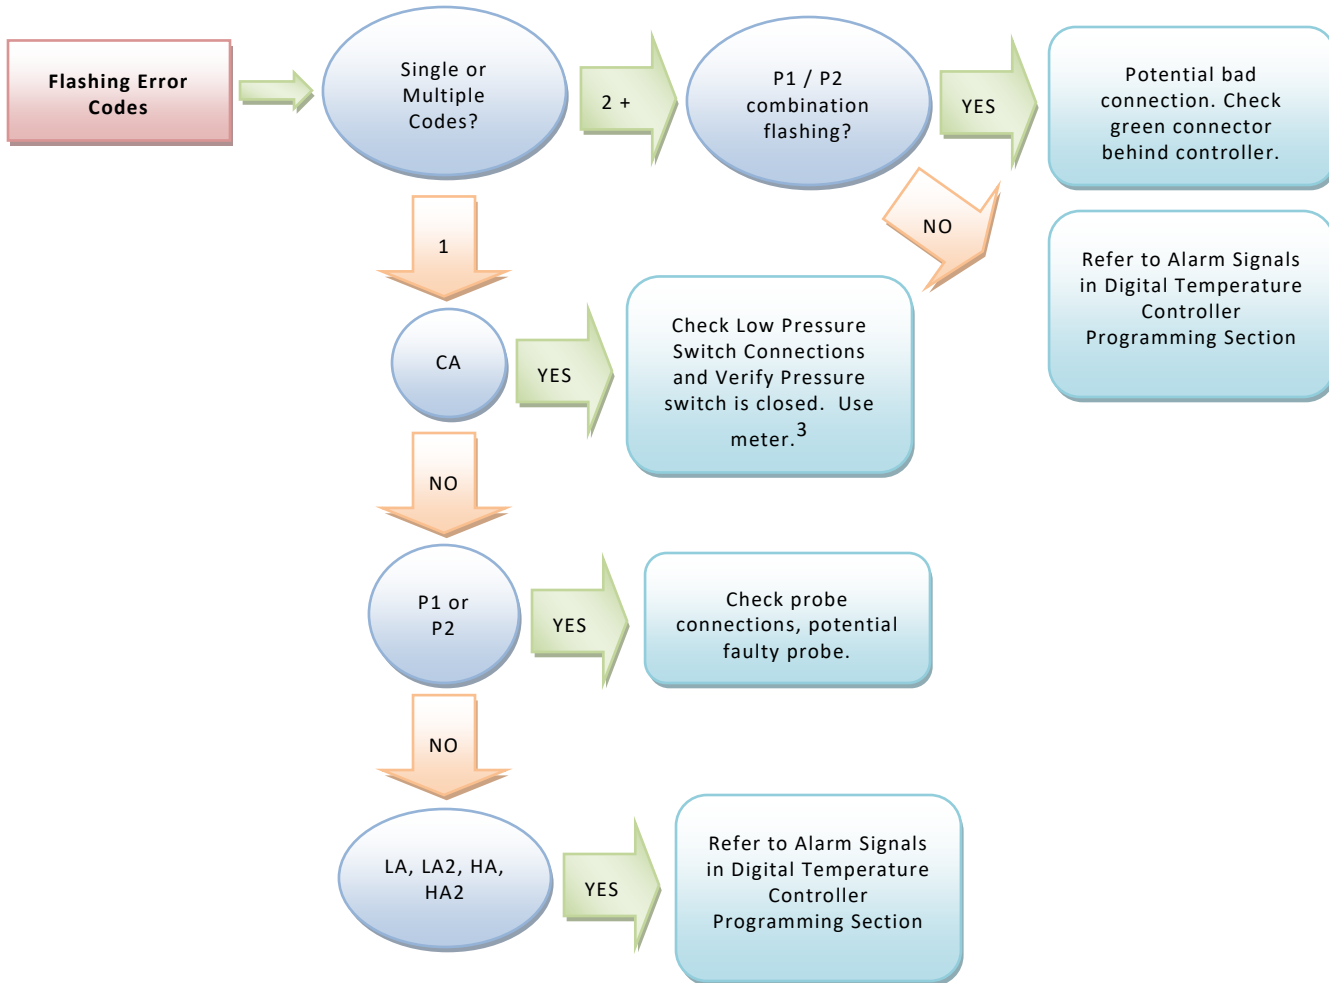 Flashing Error
Codes
Single or
Multiple
Codes?
2 +
P1 / P2
combination
flashing?
YES
Potential bad
connection. Check
green connector
behind controller.
NO
Refer to Alarm Signals
in Digital Temperature
Controller
Programming Section
1
CA
YES
Check Low Pressure
Switch Connections
and Verify Pressure
switch is closed. Use
meter.3
NO
P1 or
P2
YES
Check probe
connections, potential
faulty probe.
NO
LA, LA2, HA,
HA2
YES
Refer to Alarm Signals
in Digital Temperature
Controller
Programming Section